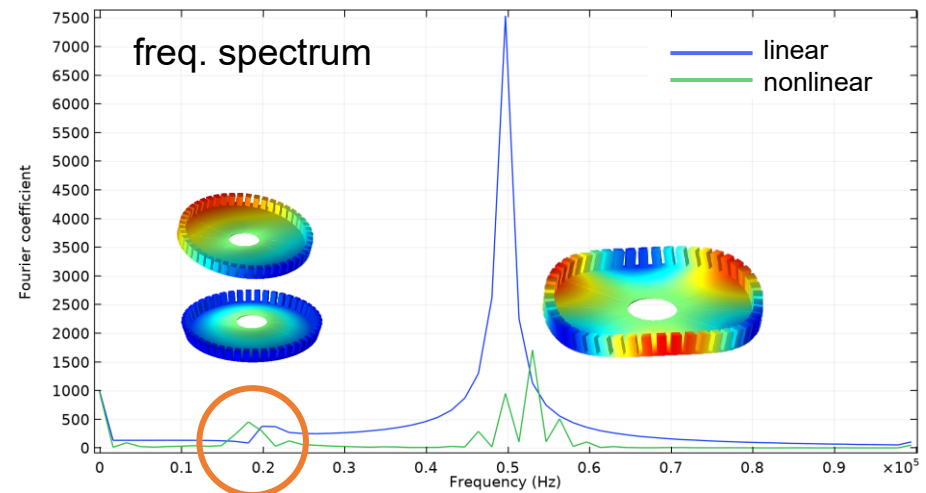 freq. spectrum
linear
nonlinear
Fourier coefficient
7500
7000
6500
6000
5500
5000
4500
4000
3500
3000
2500
2000
1500
1000
500
0
0 0.1 0.2 0.3 0.4 0.5 0.6 0.7 0.8 0.9 ×10⁵
Frequency (Hz)